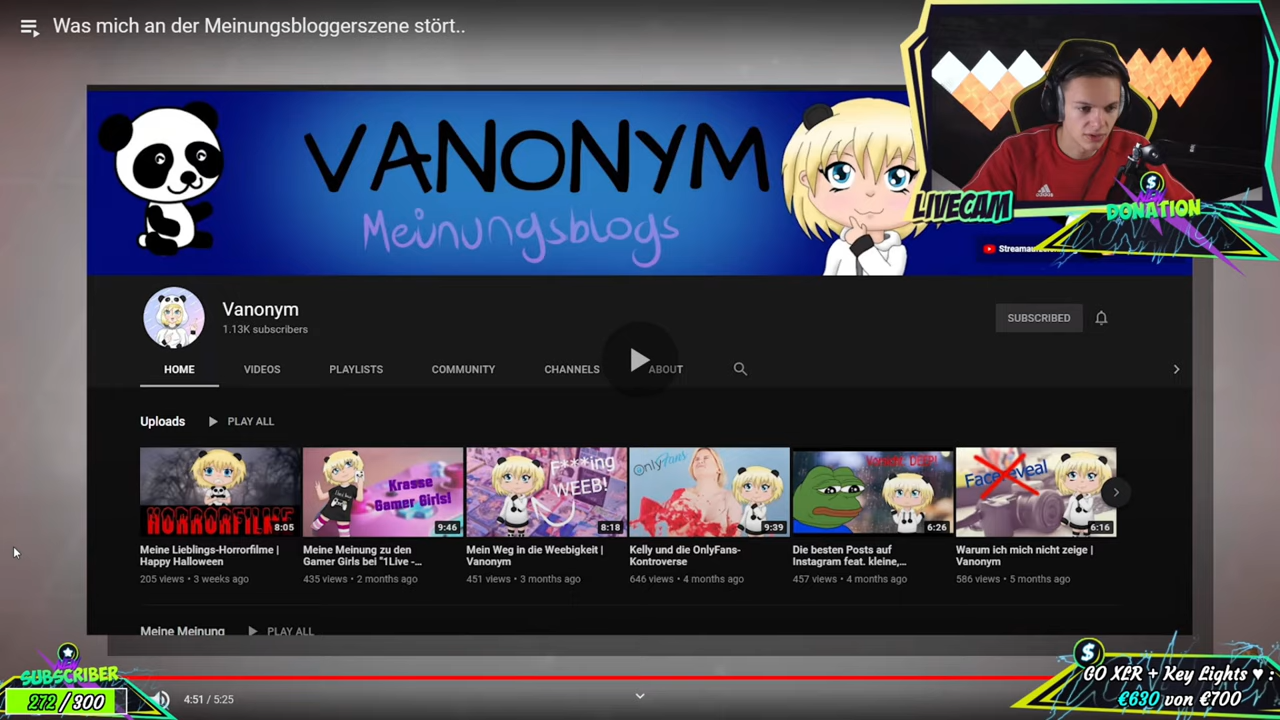 Was mich an der Meinungsbloggerszene stört..
VANONYM
Meinungsblogs
LIVECAM
NEW
DONATION
Vanonym
1.13K subscribers
SUBSCRIBED
HOME
VIDEOS
PLAYLISTS
COMMUNITY
CHANNELS
ABOUT
Uploads
PLAY ALL
HORRORFILME
8:05
Krasse
Gamer Girls!
9:46
F***ing
WEEB!
8:18
OnlyFans
9:39
6:26
Face Reveal
6:16
Meine Lieblings-Horrorfilme |
Happy Halloween
205 views • 3 weeks ago
Meine Meinung zu den
Gamer Girls bei "1Live -...
435 views • 2 months ago
Mein Weg in die Weebigkeit |
Vanonym
451 views • 3 months ago
Kelly und die OnlyFans-
Kontroverse
646 views • 4 months ago
Die besten Posts auf
Instagram feat. kleine,...
457 views • 4 months ago
Warum ich mich nicht zeige |
Vanonym
586 views • 5 months ago
Meine Meinung
PLAY ALL
NEW
SUBSCRIBER
272 / 300
4:51 / 5:25
GO XLR + Key Lights ♥ :
€630 von €700